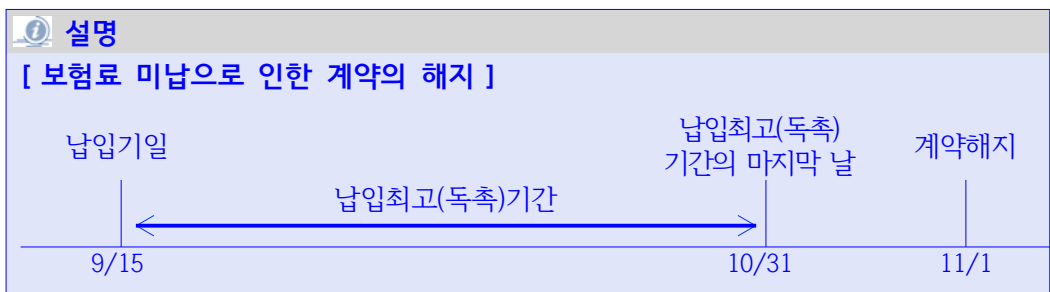 설명
[ 보험료 미납으로 인한 계약의 해지 ]
납입기일
납입최고(독촉)
기간의 마지막 날
계약해지
납입최고(독촉)기간
9/15
10/31
11/1